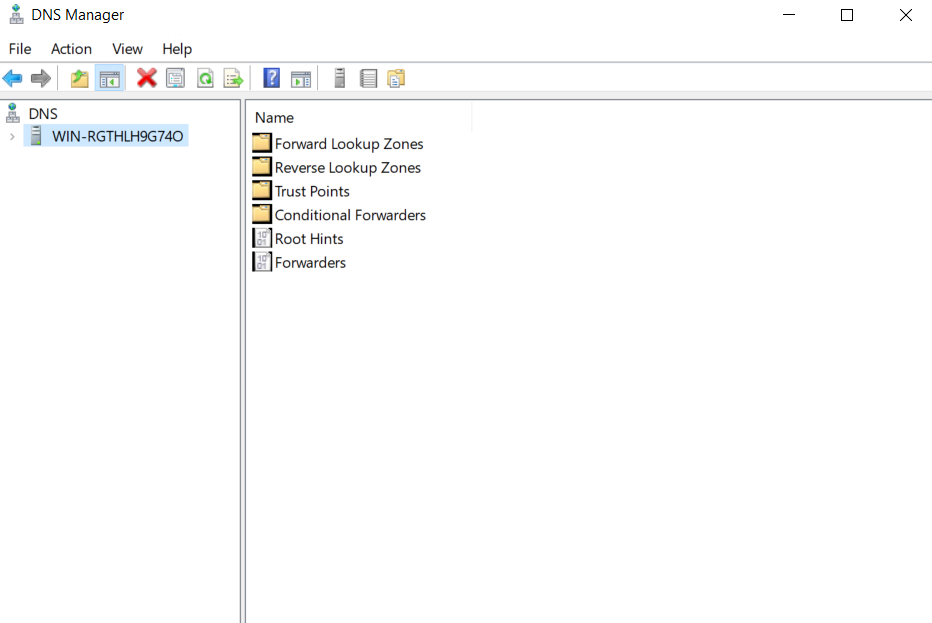 DNS Manager
File Action View Help
DNS
WIN-RGTHLH9G74O
Name
Forward Lookup Zones
Reverse Lookup Zones
Trust Points
Conditional Forwarders
Root Hints
Forwarders